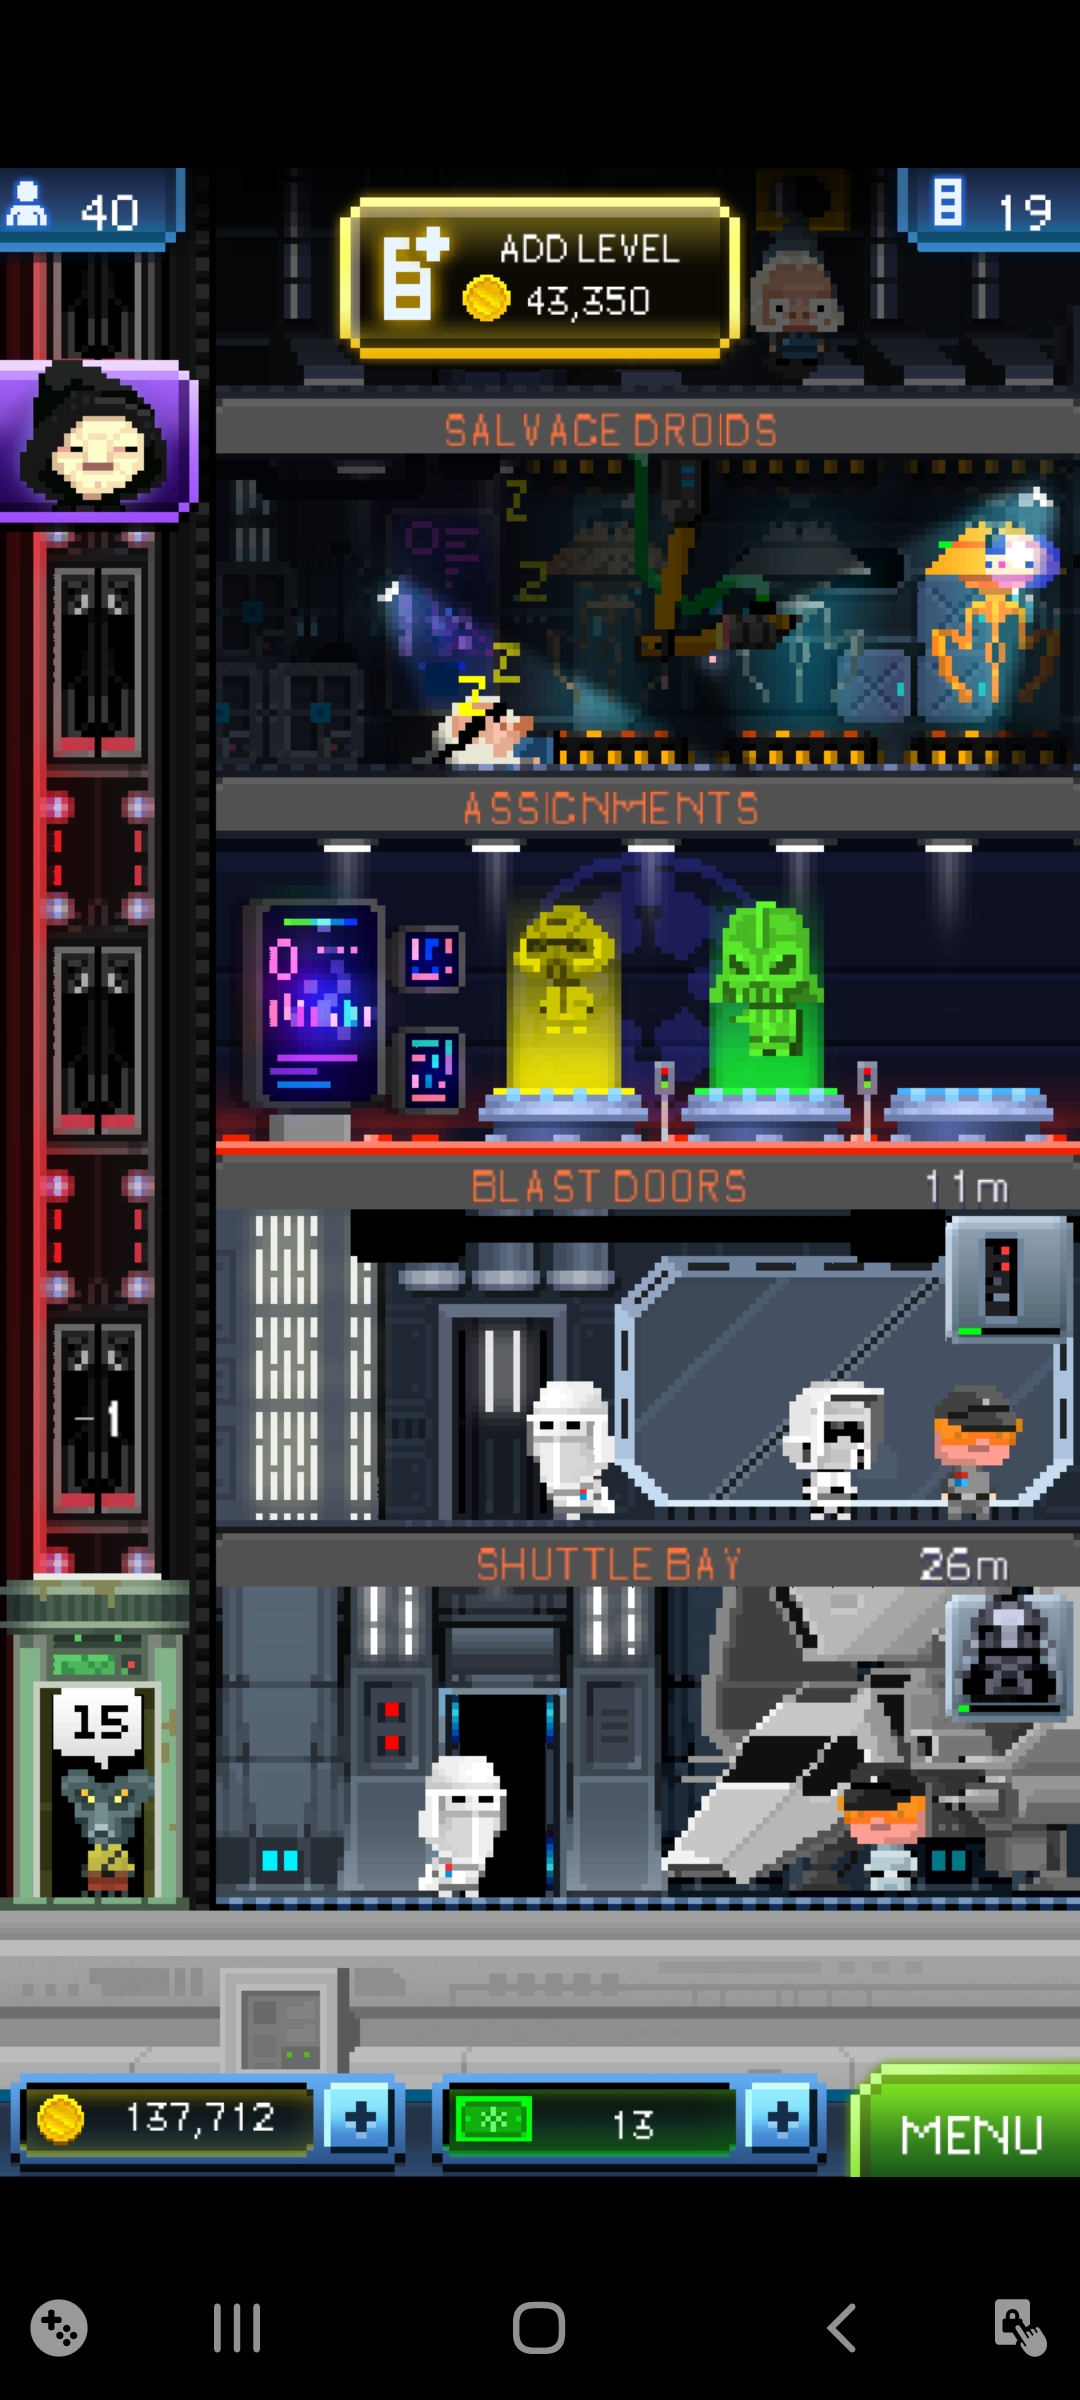 40
ADD LEVEL
43,350
19
SALVAGE DROIDS
Z
Z
Z
Z
ASSIGNMENTS
BLAST DOORS 11m
-1
SHUTTLE BAY 26m
15
137,712
13
MENU